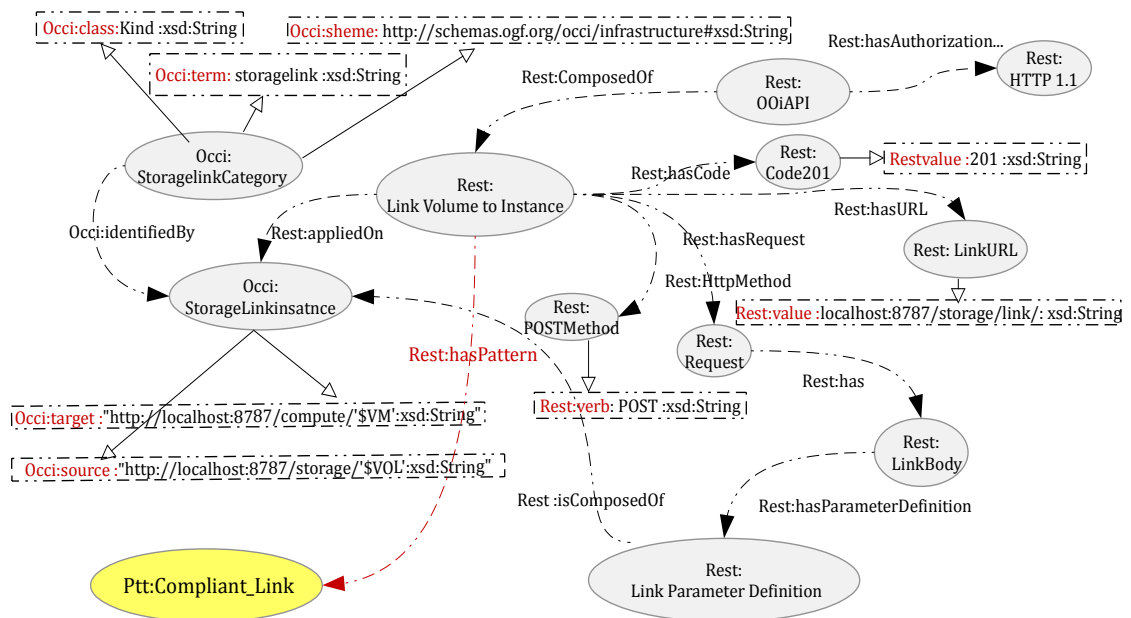 Occi:class:Kind :xsd:String
Occi:sheme: http://schemas.ogf.org/occi/infrastructure#xsd:String
Rest:hasAuthorization...
Rest:
HTTP 1.1
Occi:term: storagelink :xsd:String
Rest:ComposedOf
Rest:
OOiAPI
Occi:
StoragelinkCategory
Rest:
Code201
Restvalue :201 :xsd:String
Rest:hasCode
Rest:
Link Volume to Instance
Rest:hasURL
Occi:identifiedBy
Rest:appliedOn
Rest:hasRequest
Rest: LinkURL
Rest:HttpMethod
Occi:
StorageLinkinsatnce
Rest:value :localhost:8787/storage/link/: xsd:String
Rest:
POSTMethod
Rest:
Request
Rest:hasPattern
Rest:has
Rest:verb: POST :xsd:String
Occi:target :"http://localhost:8787/compute/'$VM':xsd:String"
Rest:
LinkBody
Occi:source :"http://localhost:8787/storage/'$VOL':xsd:String"
Rest :isComposedOf
Rest:hasParameterDefinition
Ptt:Compliant_Link
Rest:
Link Parameter Definition